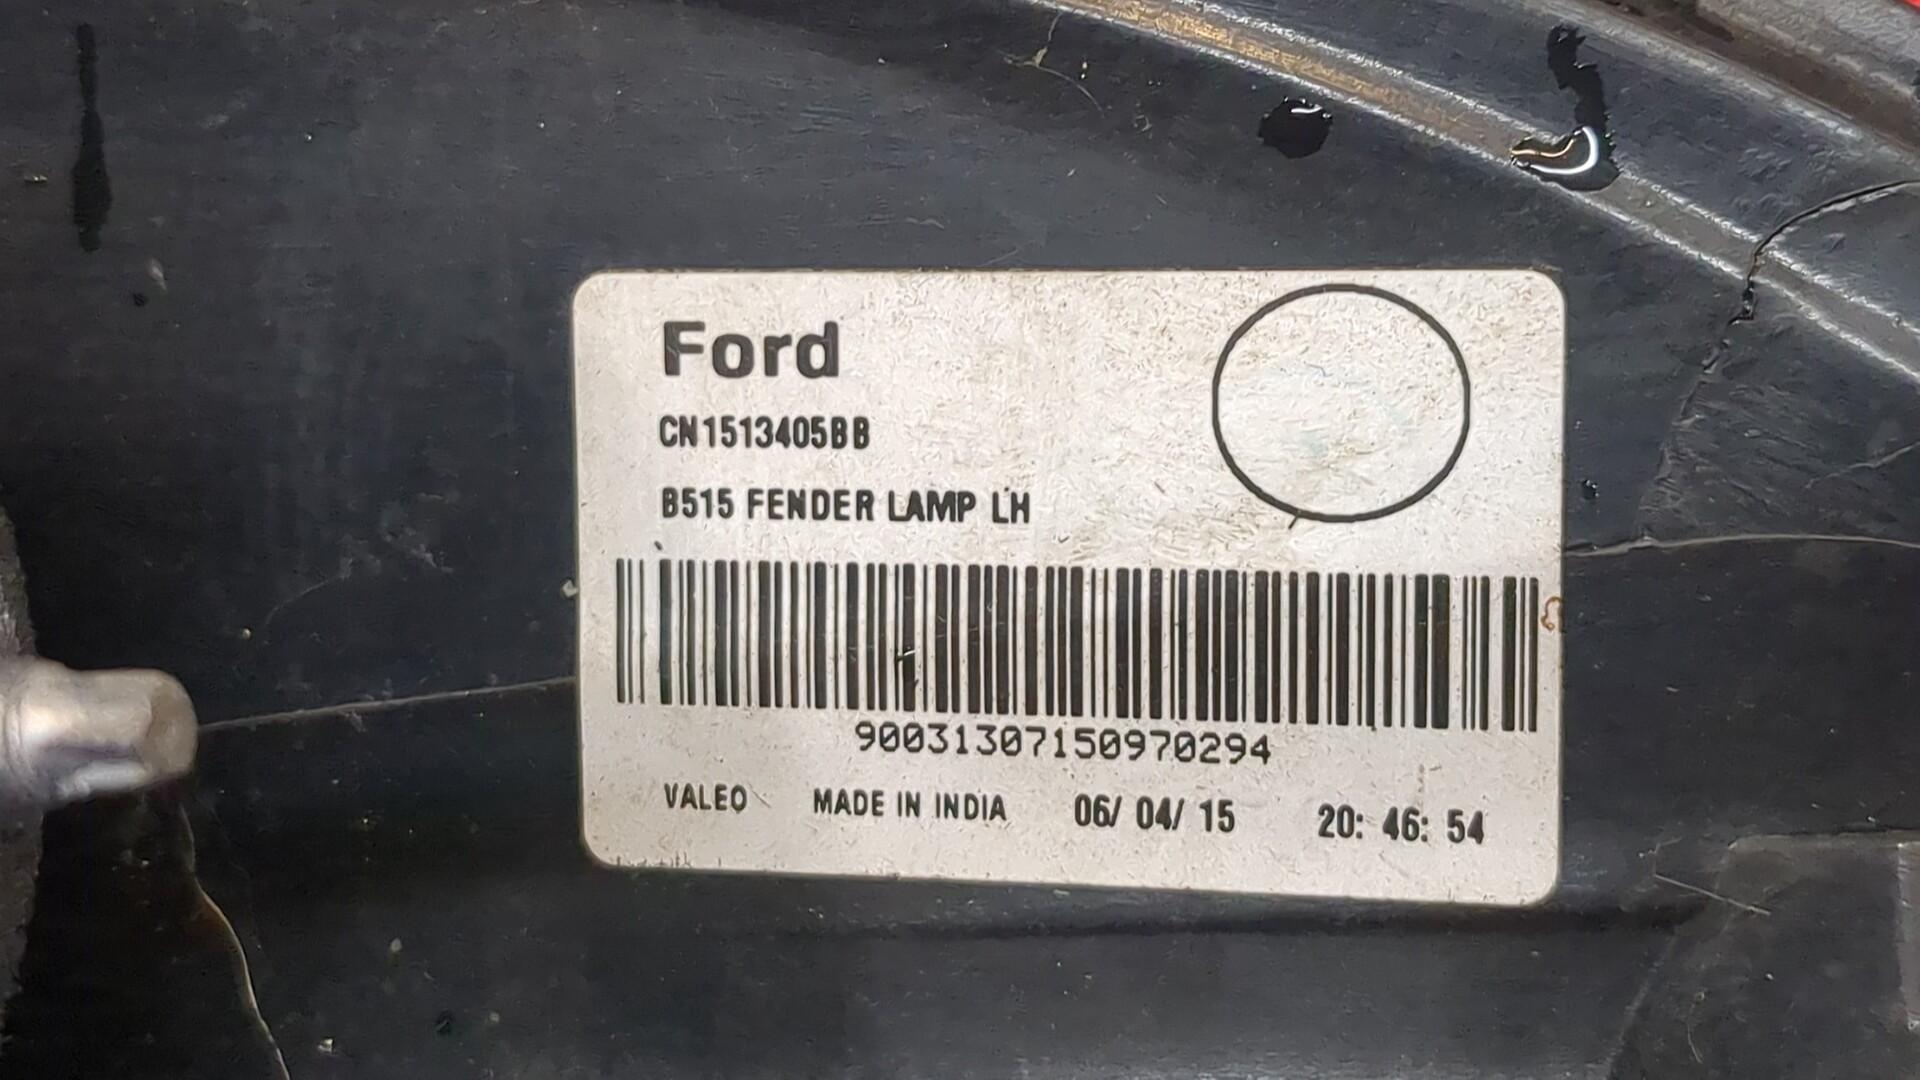 Ford
CN1513405BB
B515 FENDER LAMP LH
90031307150970294
VALEO MADE IN INDIA 06/ 04/ 15 20: 46: 54